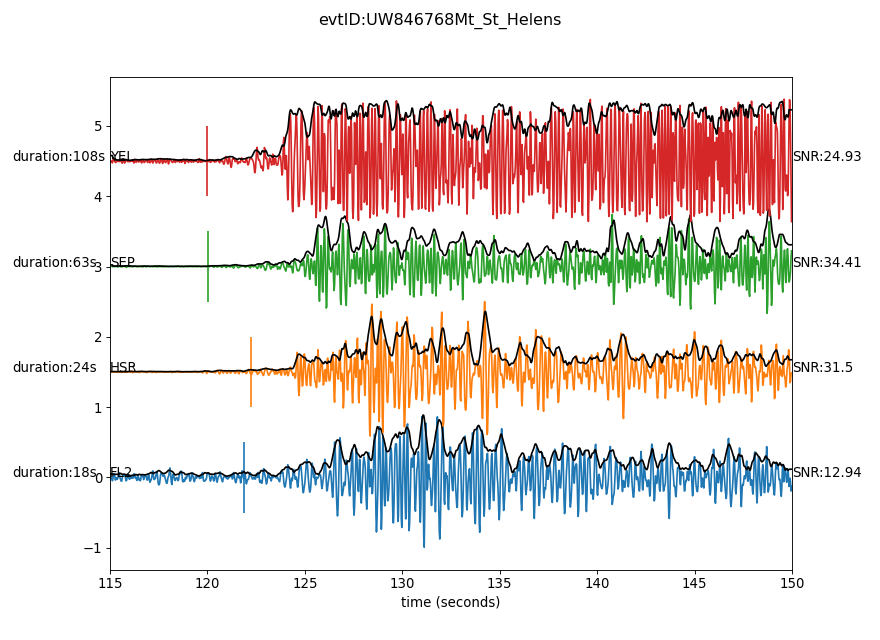 evtID:UW846768Mt_St_Helens
5
duration:108s YEL SNR:24.93
4
duration:63s SEP SNR:34.41
3
2
duration:24s HSR SNR:31.5
1
duration:18s EL2 SNR:12.94
0
−1
115 120 125 130 135 140 145 150
time (seconds)